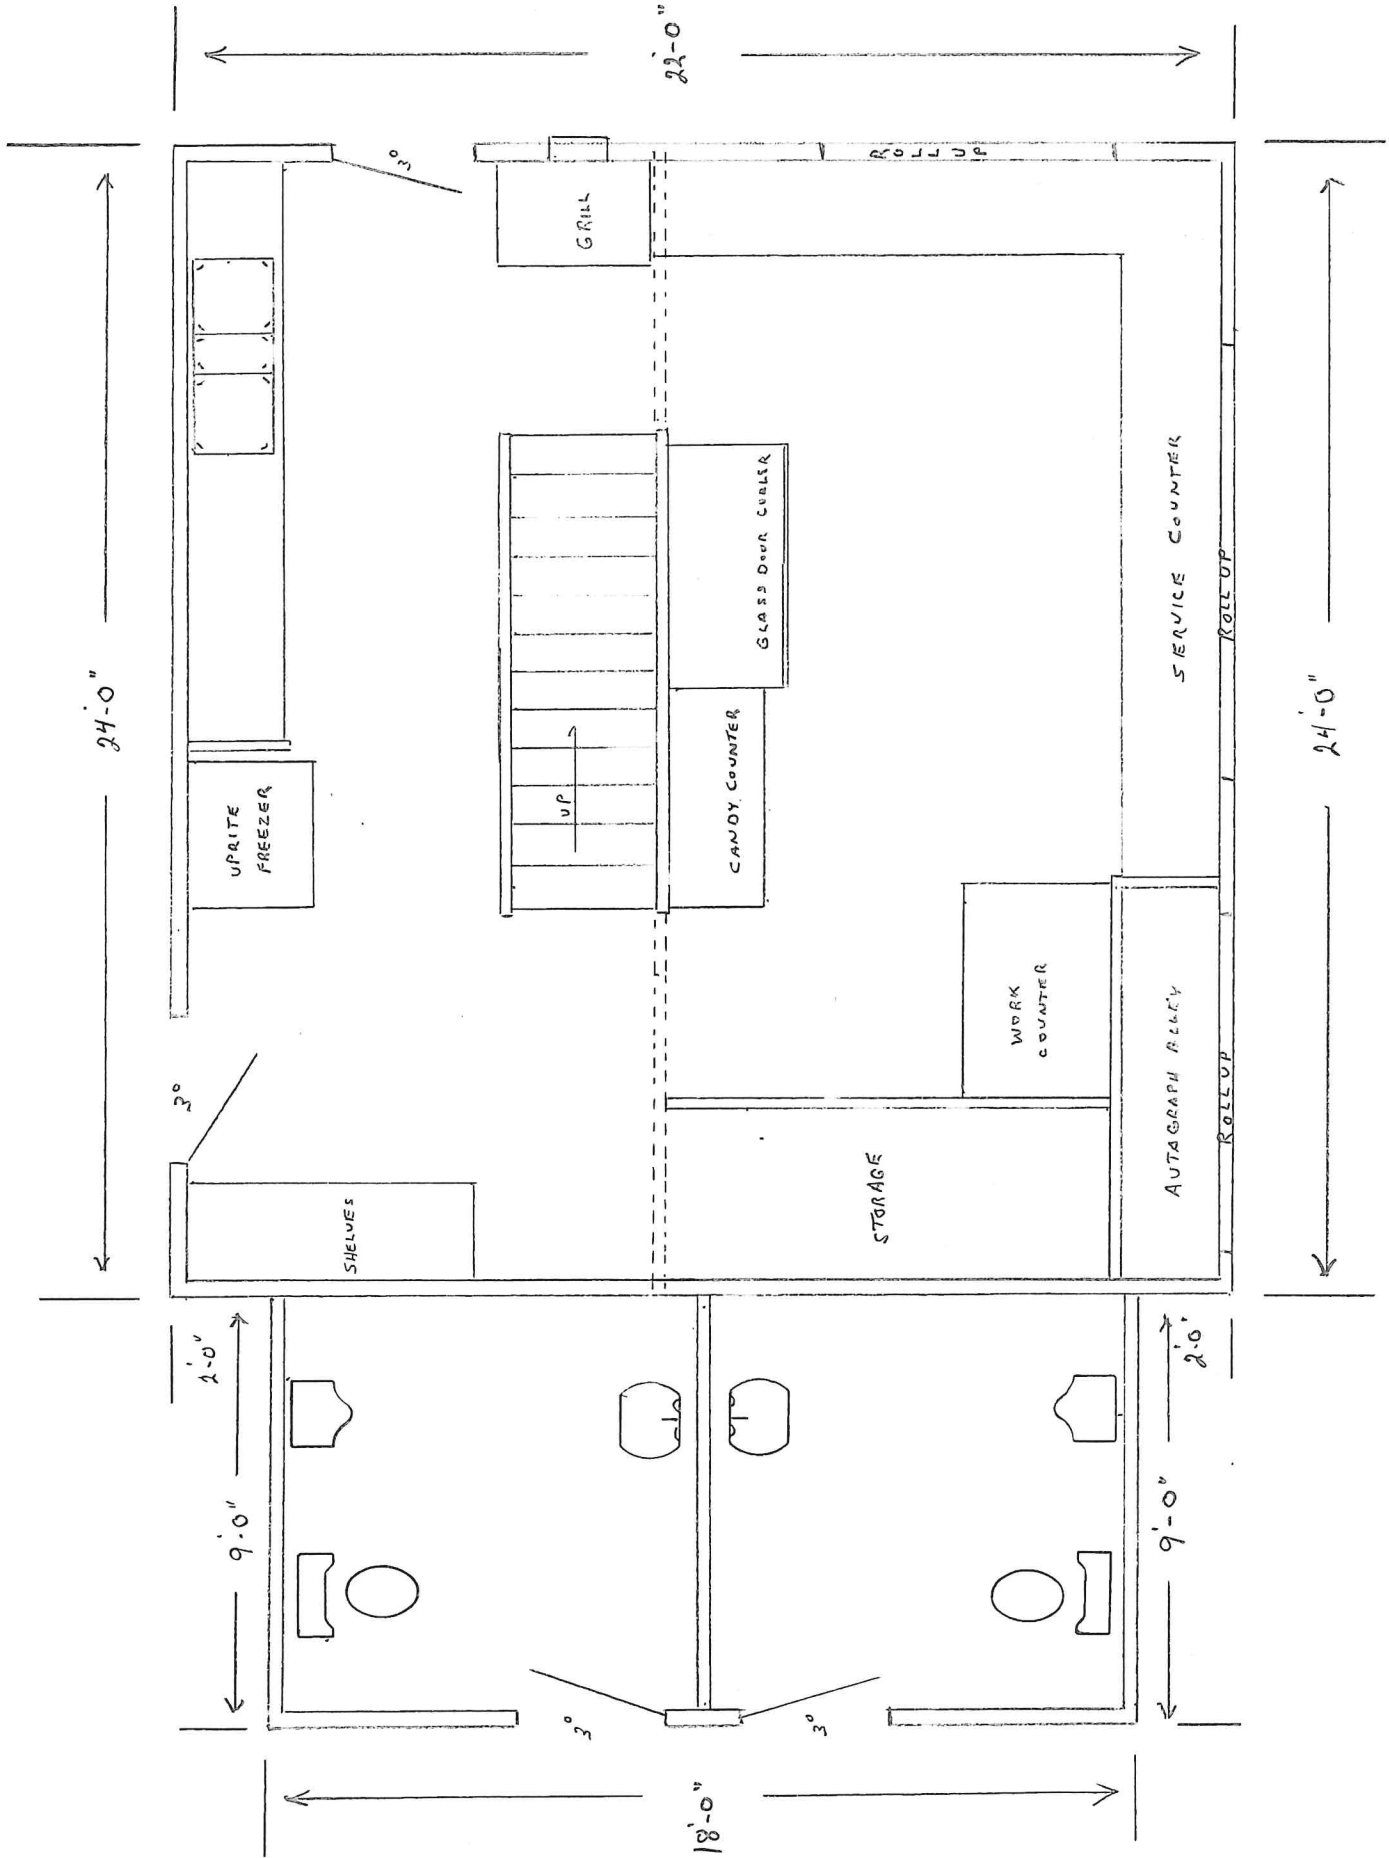 22'-0"
24'-0"
3°
ROLL UP
GRILL
UPRITE
FREEZER
UP
GLASS DOUR CUBLER
CANDY COUNTER
SERVICE COUNTER
ROLL UP
24'-0"
3°
WORK
COUNTER
SHELVES
STORAGE
AUTAGRAPH ALLEY
ROLL UP
2'-0"
2'-0"
9'-0"
9'-0"
3°
3°
18'-0"